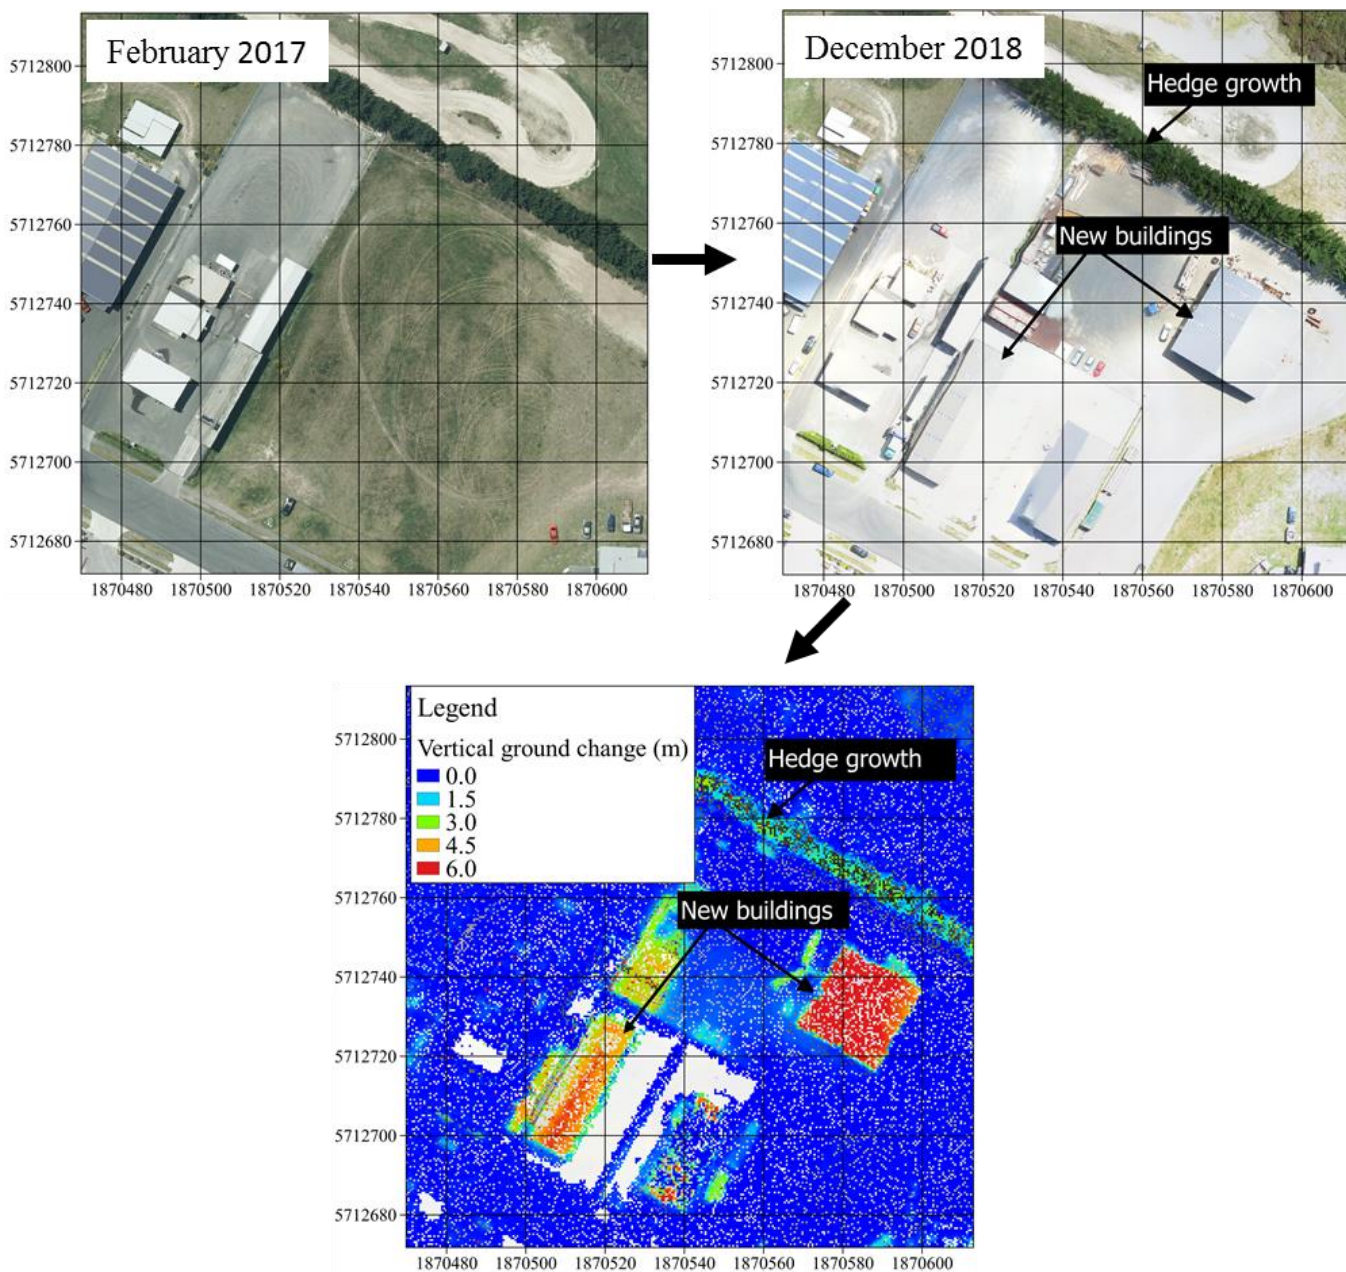 February 2017
5712800
5712780
5712760
5712740
5712720
5712700
5712680
1870480 1870500 1870520 1870540 1870560 1870580 1870600
December 2018
Hedge growth
New buildings
5712800
5712780
5712760
5712740
5712720
5712700
5712680
1870480 1870500 1870520 1870540 1870560 1870580 1870600
Legend
Vertical ground change (m)
0.0
1.5
3.0
4.5
6.0
Hedge growth
New buildings
5712800
5712780
5712760
5712740
5712720
5712700
5712680
1870480 1870500 1870520 1870540 1870560 1870580 1870600